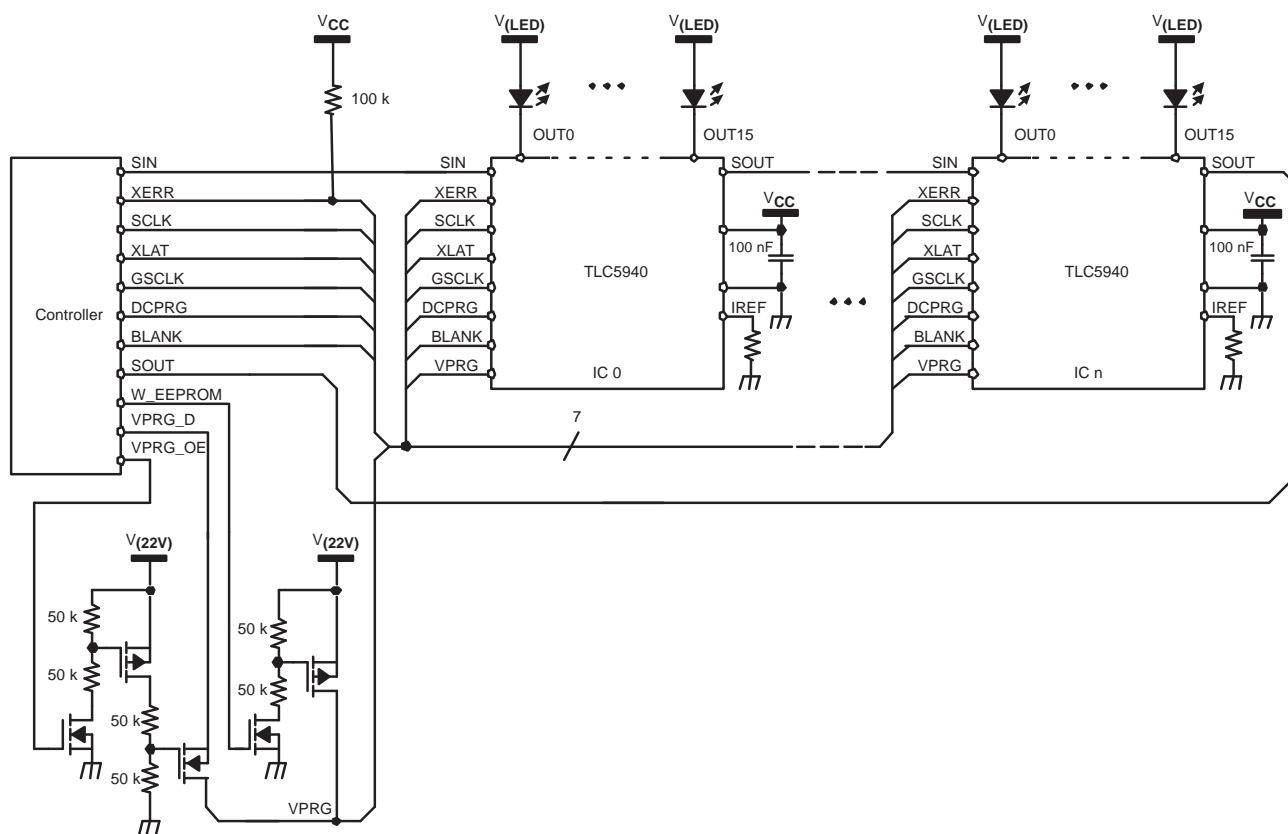 VCC
V(LED)
V(LED)
V(LED)
V(LED)
100 k
OUT0
OUT15
OUT0
OUT15
SIN
SIN
SOUT
SIN
SOUT
XERR
XERR
VCC
XERR
VCC
SCLK
SCLK
100 nF
SCLK
100 nF
XLAT
XLAT
TLC5940
XLAT
TLC5940
GSCLK
GSCLK
GSCLK
Controller
DCPRG
DCPRG
IREF
DCPRG
IREF
BLANK
BLANK
BLANK
SOUT
VPRG
IC 0
VPRG
IC n
W_EEPROM
VPRG_D
7
VPRG_OE
V(22V)
V(22V)
50 k
50 k
50 k
50 k
50 k
50 k
VPRG